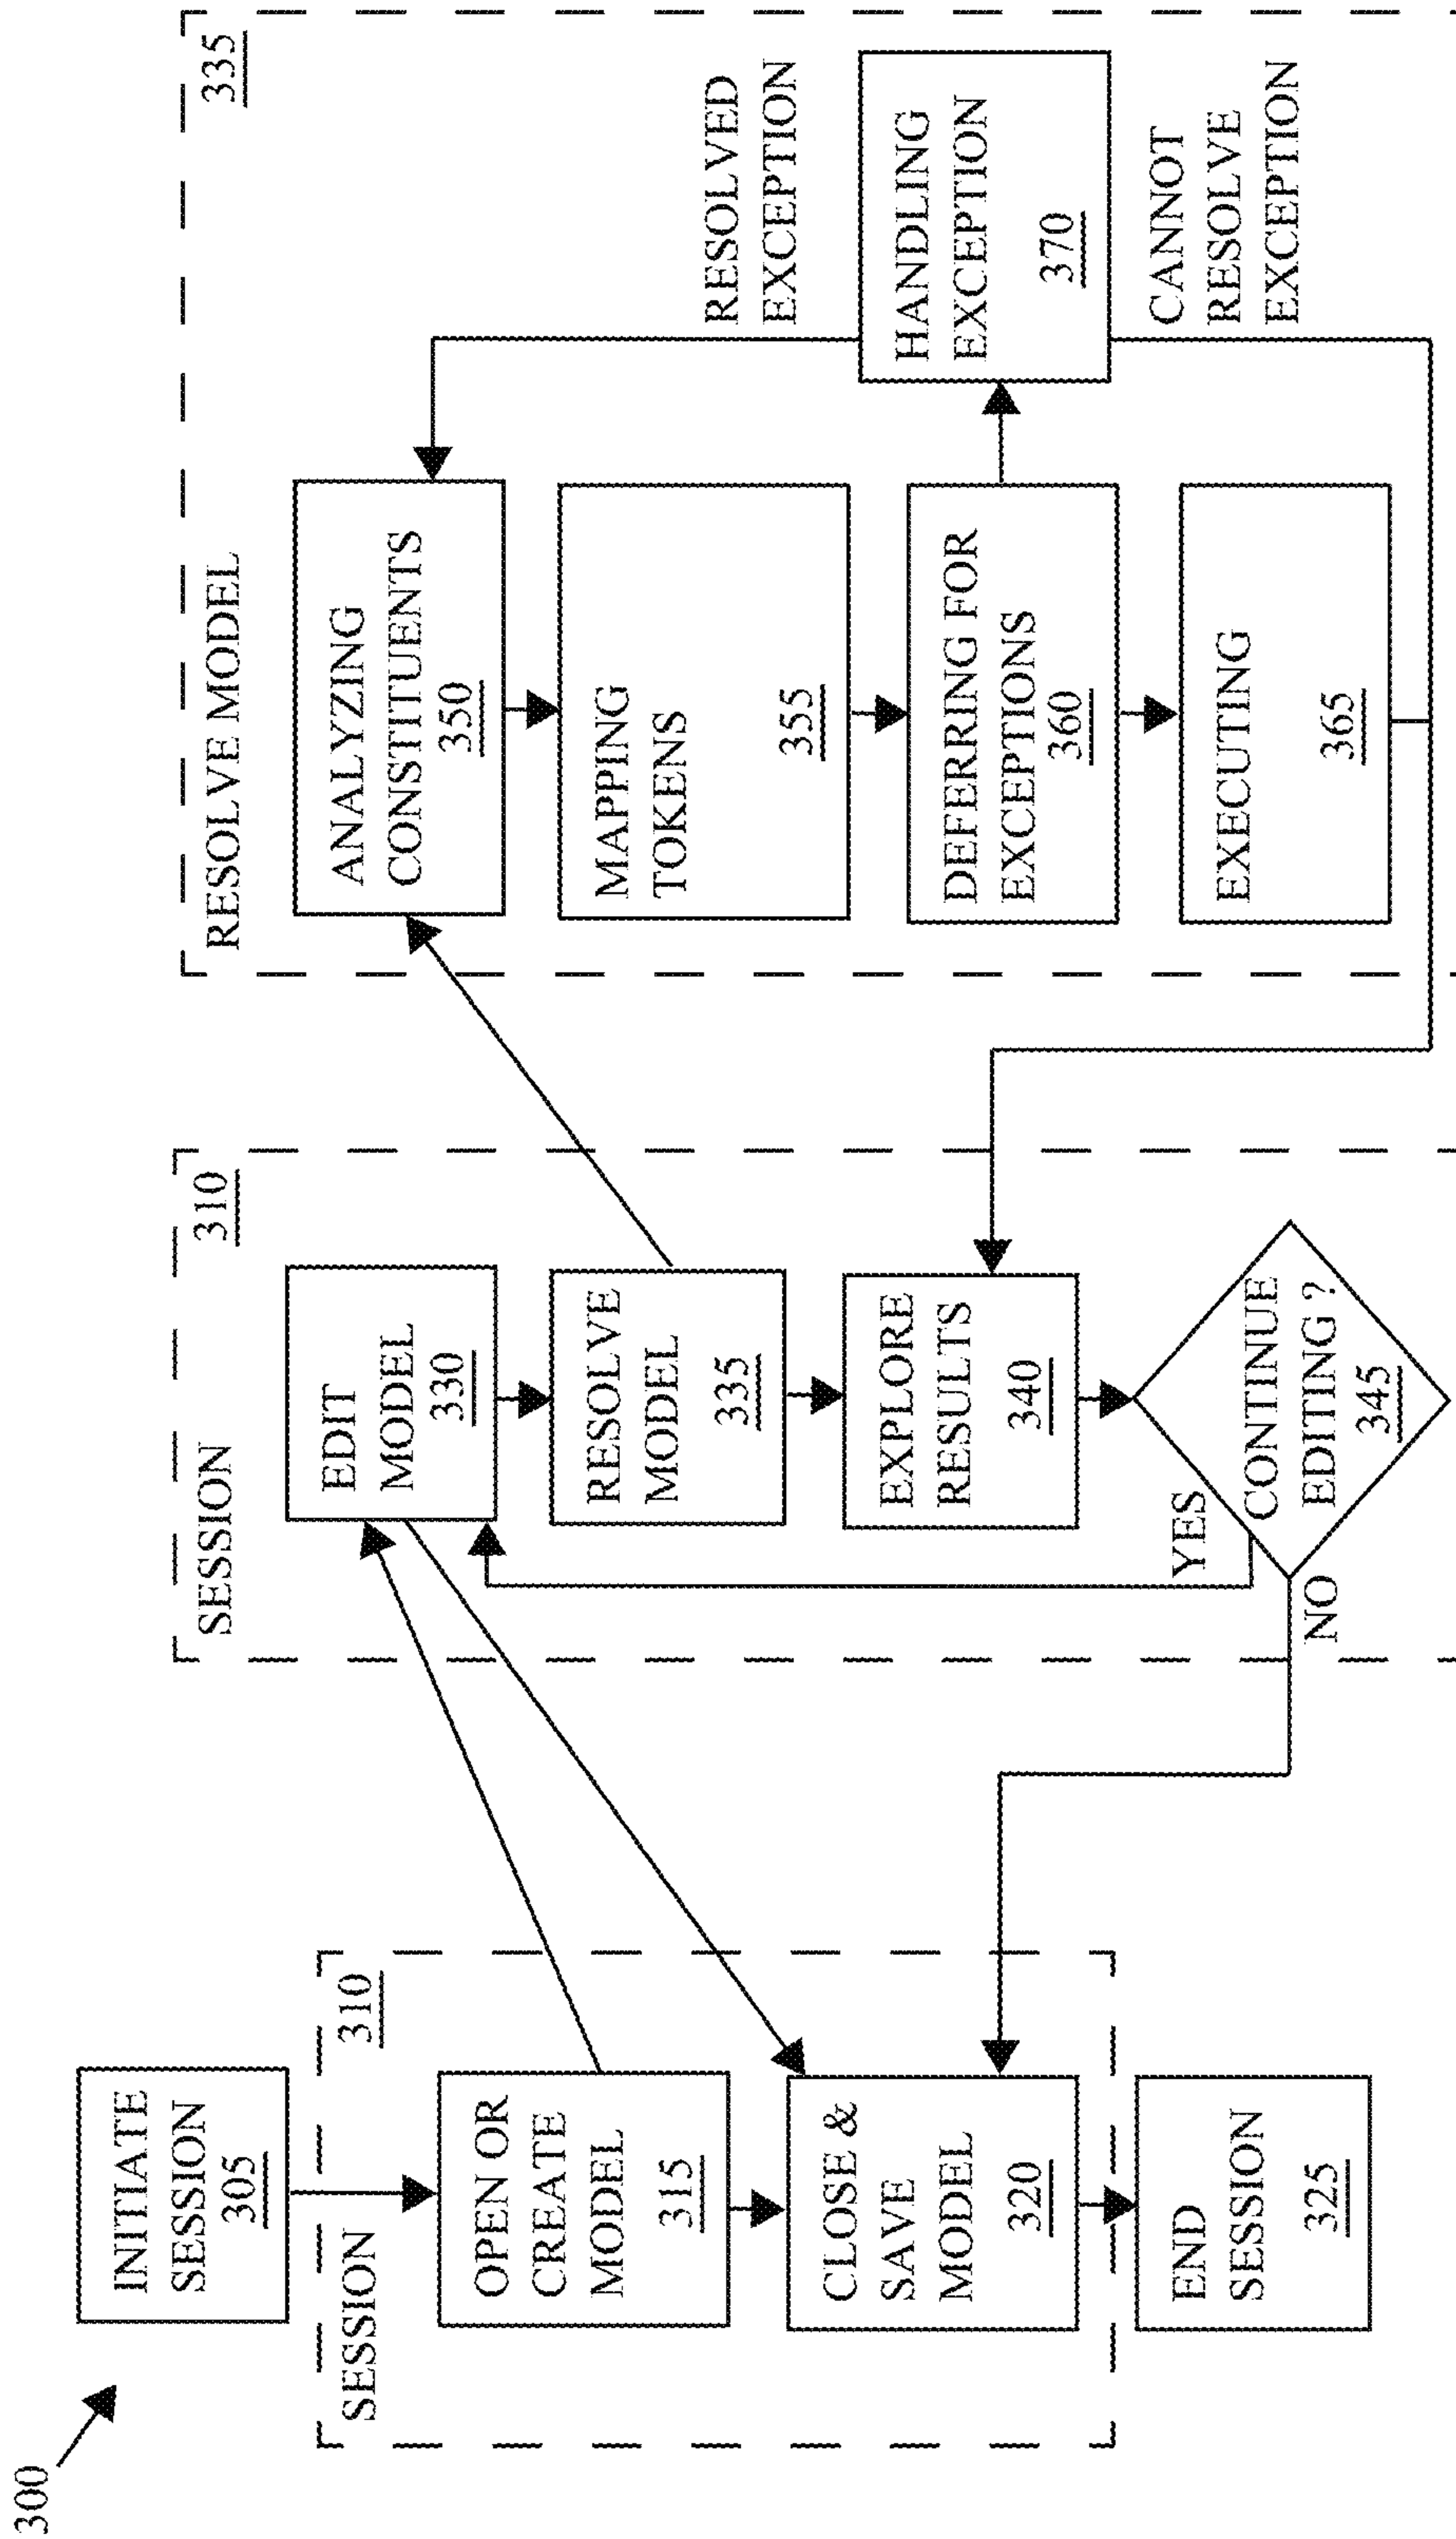 300
INITIATE
SESSION
305
SESSION
310
OPEN OR
CREATE
MODEL
315
CLOSE &
SAVE
MODEL
320
END
SESSION
325
SESSION
310
EDIT
MODEL
330
RESOLVE
MODEL
335
EXPLORE
RESULTS
340
CONTINUE
EDITING ?
345
YES
NO
RESOLVE MODEL
335
ANALYZING
CONSTITUENTS
350
MAPPING
TOKENS
355
DEFERRING FOR
EXCEPTIONS
360
EXECUTING
365
RESOLVED
EXCEPTION
HANDLING
EXCEPTION
370
CANNOT
RESOLVE
EXCEPTION